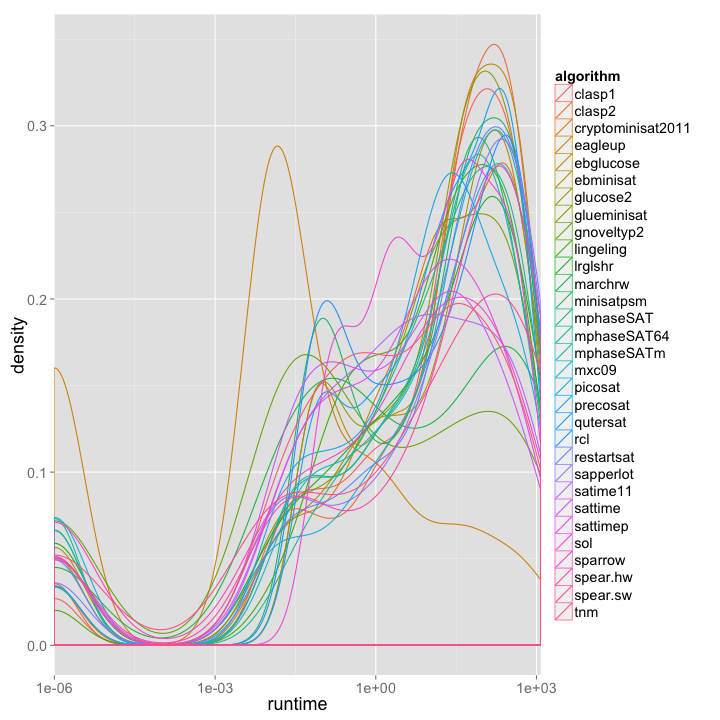 0.3
0.2
0.1
0.0
density
1e-06
1e-03
1e+00
1e+03
runtime
algorithm
clasp1
clasp2
cryptominisat2011
eagleup
ebglucose
ebminisat
glucose2
glueminisat
gnoveltyp2
lingeling
lrglshr
marchrw
minisatpsm
mphaseSAT
mphaseSAT64
mphaseSATm
mxc09
picosat
precosat
qutersat
rcl
restartsat
sapperlot
satime11
sattime
sattimep
sol
sparrow
spear.hw
spear.sw
tnm